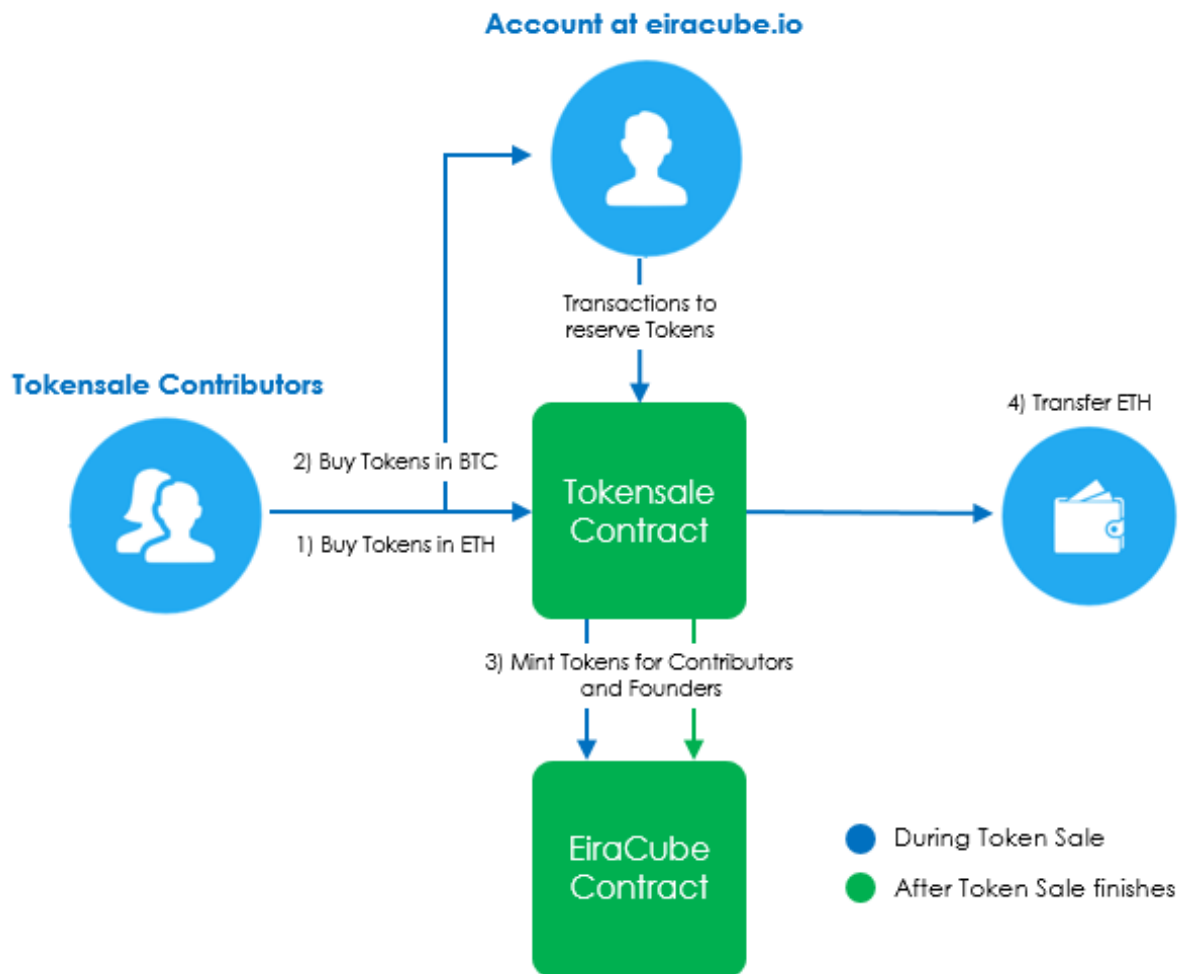 Account at eiracube.io
Transactions to
reserve Tokens
Tokensale Contributors
4) Transfer ETH
2) Buy Tokens in BTC
Tokensale
Contract
1) Buy Tokens in ETH
3) Mint Tokens for Contributors
and Founders
EiraCube
Contract
During Token Sale
After Token Sale finishes